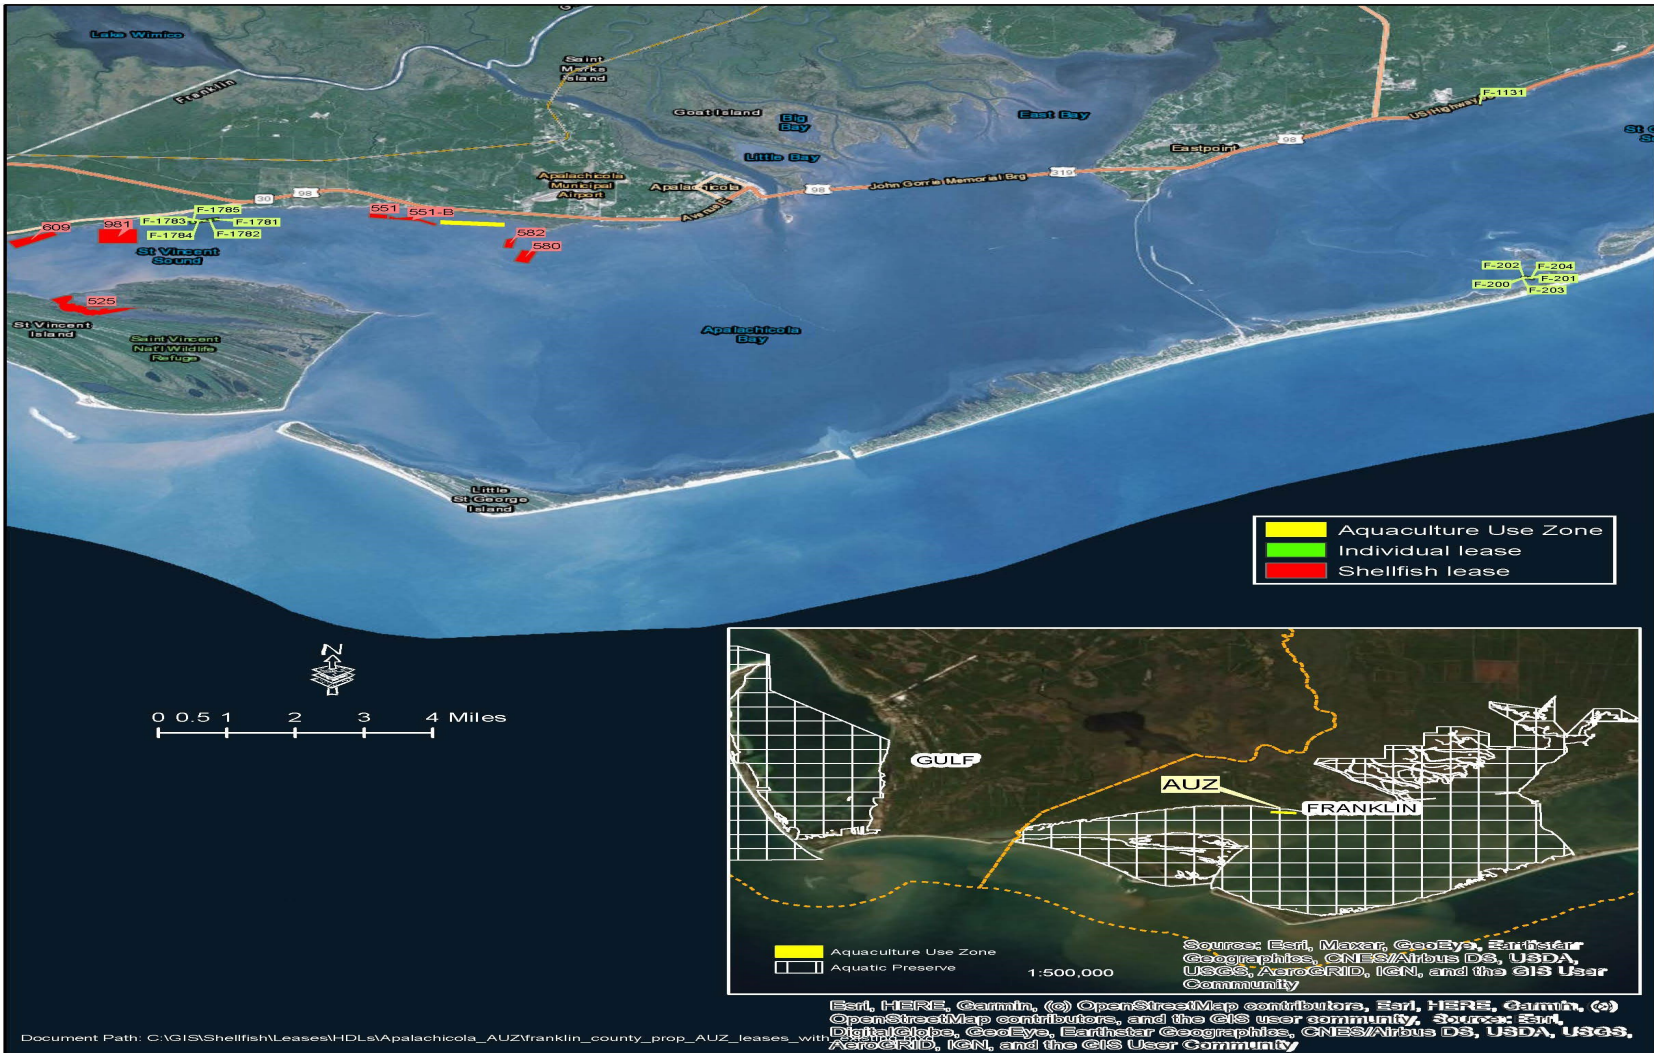 Lake Wimico
G
Saint
Marks
Island
Franklin
Goat Island
Big
Bay
East Bay
F-1131
US Highway
St G
S
98
Eastpoint
Little Bay
319
John Gorrie Memorial Brg
98
Apalachicola
Municipal
Airport
Apalachicola
Avenue E
30
98
F-1785
F-1783
F-1781
F-1784
F-1782
551
551-B
609
981
St Vincent
Sound
582
580
F-202
F-204
F-201
F-200
F-203
525
St Vincent
Island
Saint Vincent
Nat'l Wildlife
Refuge
Apalachicola
Bay
Little
St George
Island
Aquaculture Use Zone
Individual lease
Shellfish lease
N
0 0.5 1 2 3 4 Miles
GULF
AUZ
FRANKLIN
Aquaculture Use Zone
Aquatic Preserve
1:500,000
Source: Esri, Maxar, GeoEye, Earthstar
Geographics, CNES/Airbus DS, USDA,
USGS, AeroGRID, IGN, and the GIS User
Community
Esri, HERE, Garmin, (c) OpenStreetMap contributors, Esri, HERE, Garmin, (c)
OpenStreetMap contributors, and the GIS user community, Source: Esri,
DigitalGlobe, GeoEye, Earthstar Geographics, CNES/Airbus DS, USDA, USGS,
AeroGRID, IGN, and the GIS User Community
Document Path: C:\GIS\Shellfish\Leases\HDLs\Apalachicola_AUZ\franklin_county_prop_AUZ_leases_with